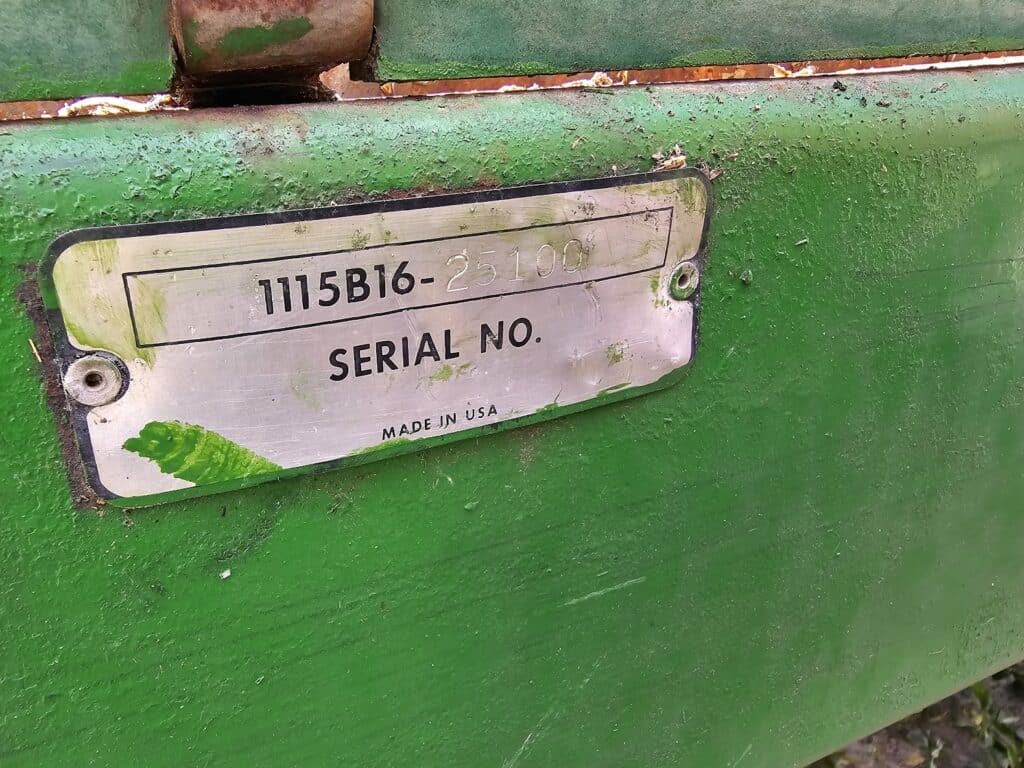 1115B16-25100
SERIAL NO.
MADE IN USA